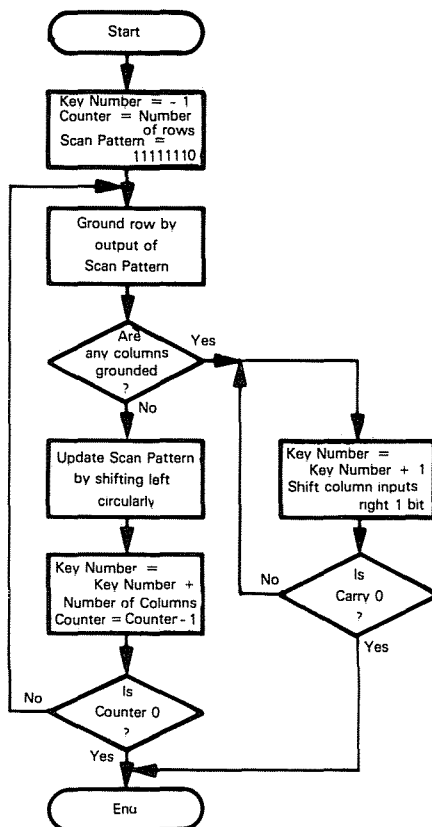 Start
Key Number = - 1
Counter = Number
of rows
Scan Pattern =
11111110
Ground row by
output of
Scan Pattern
Are
any columns
grounded
?
Yes
No
Update Scan Pattern
by shifting left
circularly
Key Number =
Key Number + 1
Shift column inputs
right 1 bit
Key Number =
Key Number +
Number of Columns
Counter = Counter - 1
No
Is
Carry 0
?
Yes
No
Is
Counter 0
?
Yes
End